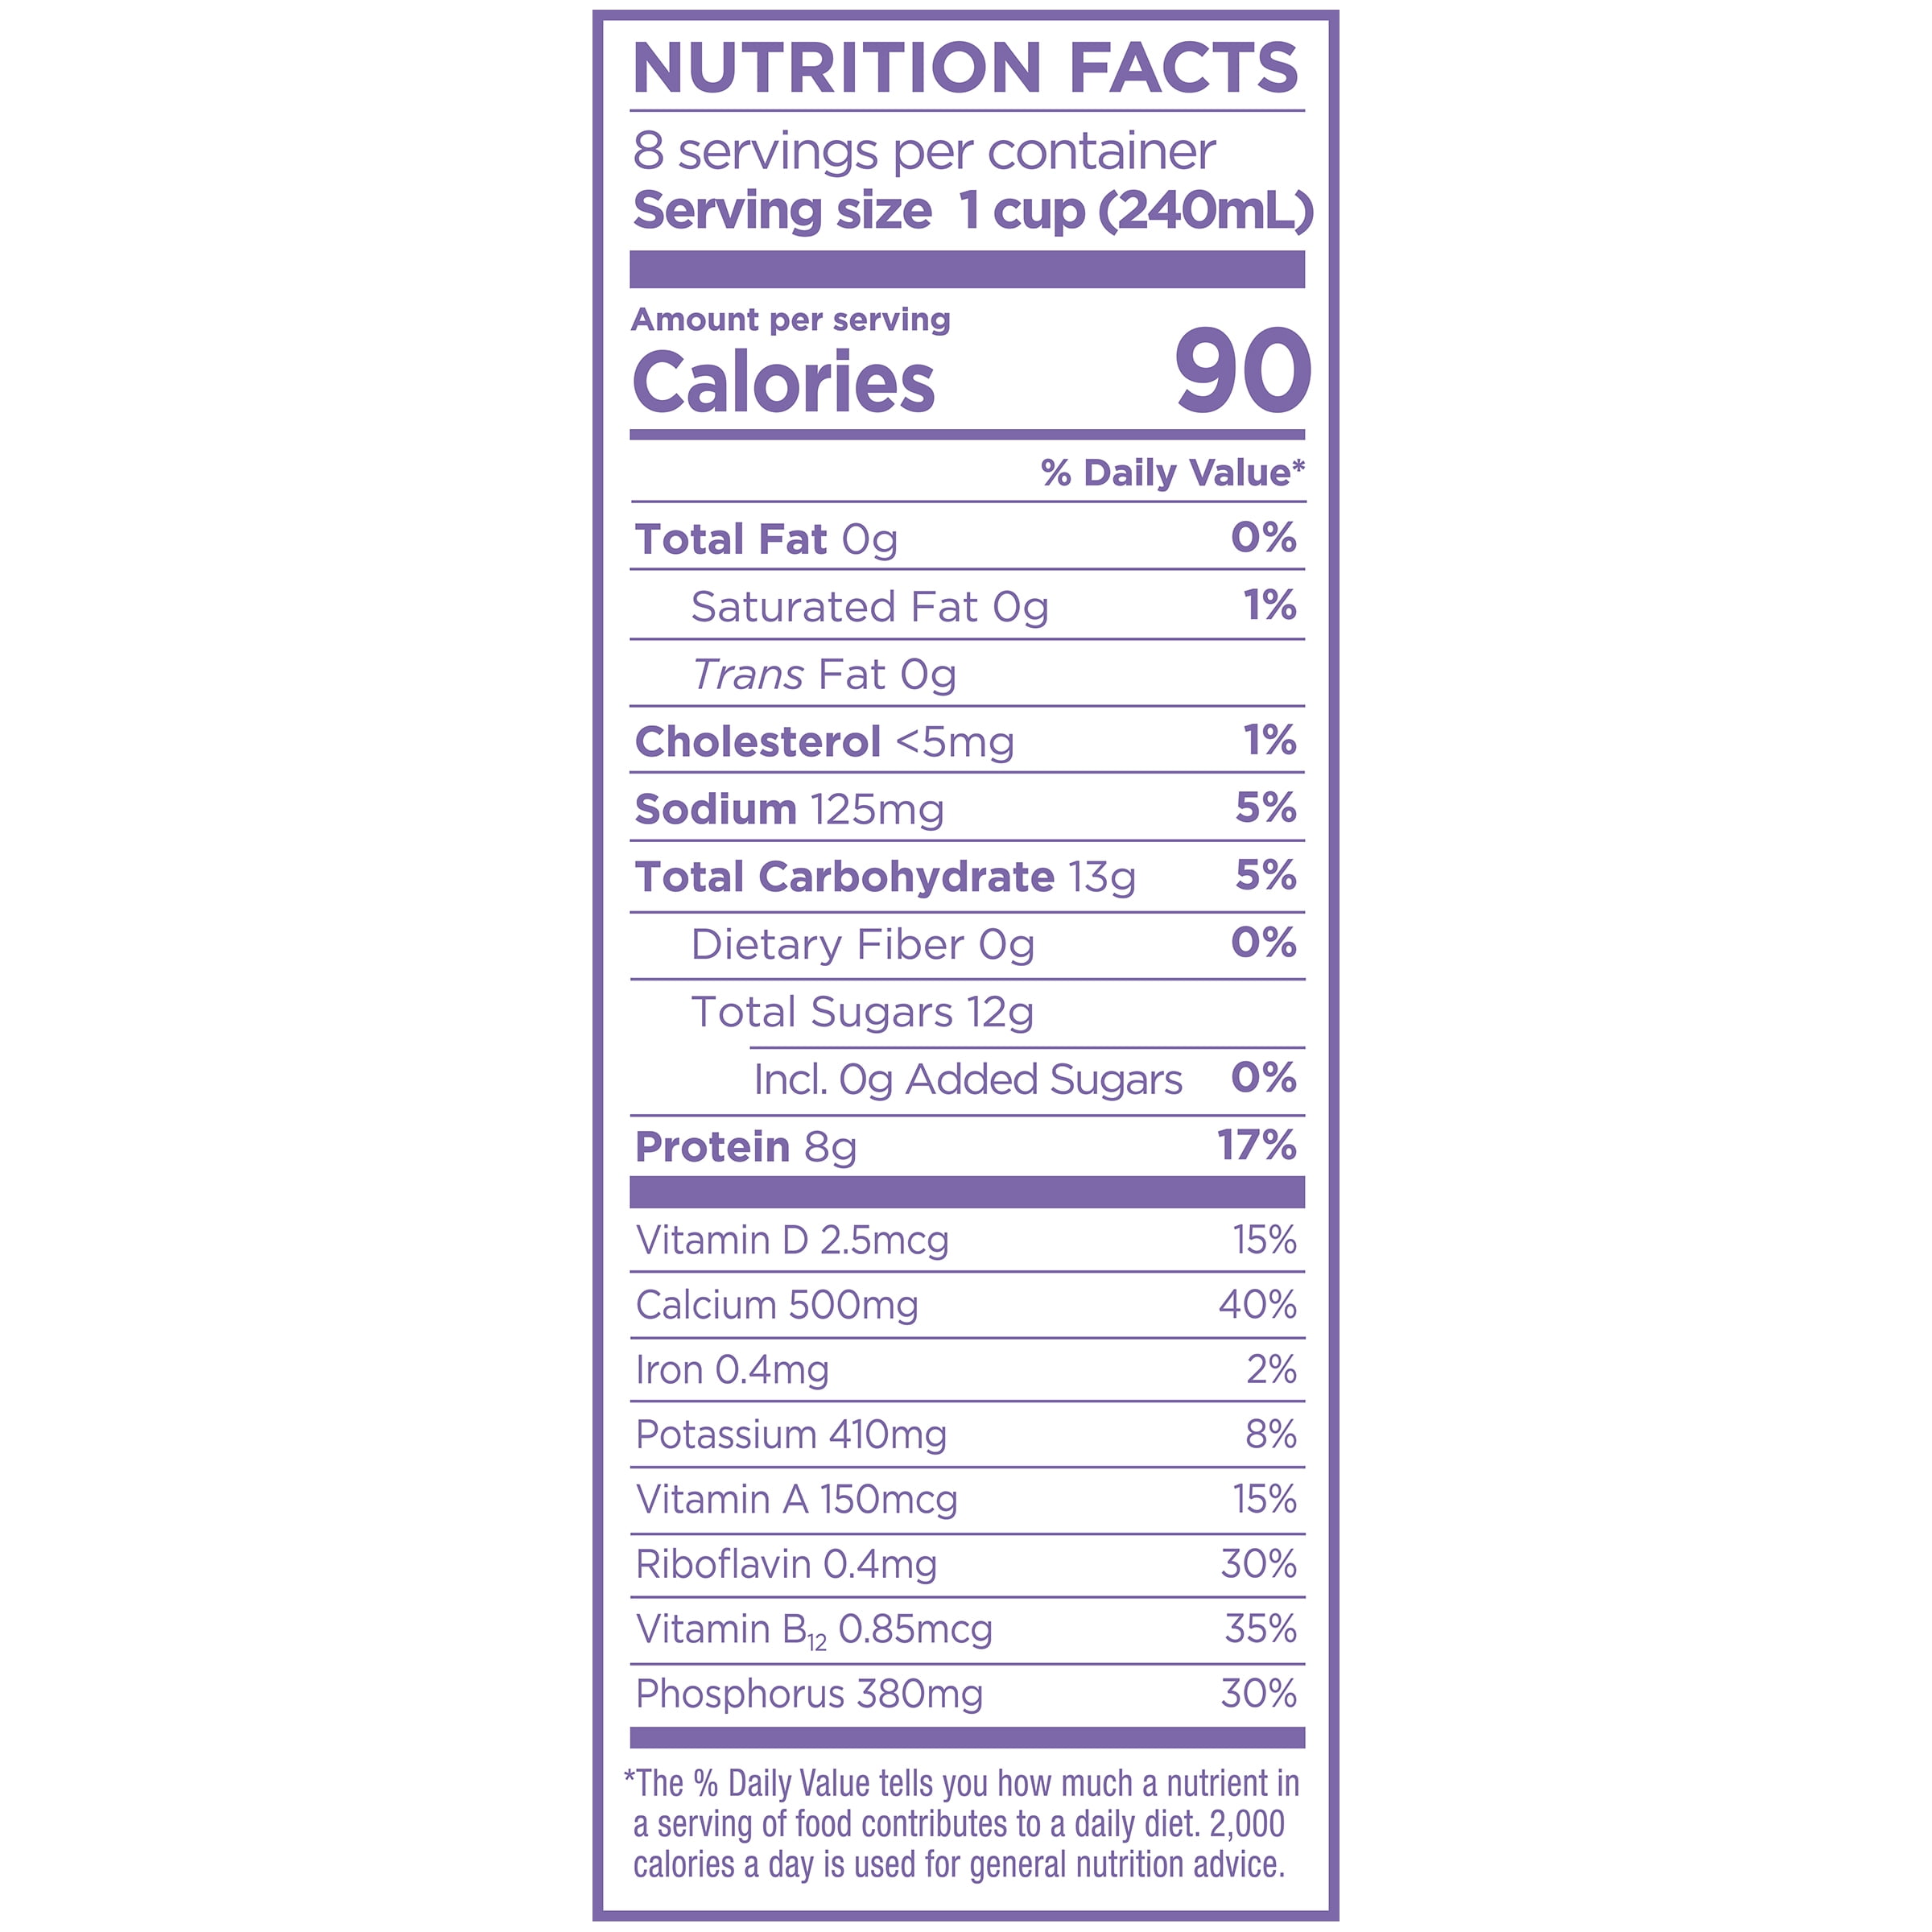 NUTRITION FACTS
8 servings per container
Serving size 1 cup (240mL)
Amount per serving
Calories 90
% Daily Value*
Total Fat 0g 0%
Saturated Fat 0g 1%
Trans Fat 0g
Cholesterol <5mg 1%
Sodium 125mg 5%
Total Carbohydrate 13g 5%
Dietary Fiber 0g 0%
Total Sugars 12g
Incl. 0g Added Sugars 0%
Protein 8g 17%
Vitamin D 2.5mcg 15%
Calcium 500mg 40%
Iron 0.4mg 2%
Potassium 410mg 8%
Vitamin A 150mcg 15%
Riboflavin 0.4mg 30%
Vitamin B12 0.85mcg 35%
Phosphorus 380mg 30%
*The % Daily Value tells you how much a nutrient in
a serving of food contributes to a daily diet. 2,000
calories a day is used for general nutrition advice.